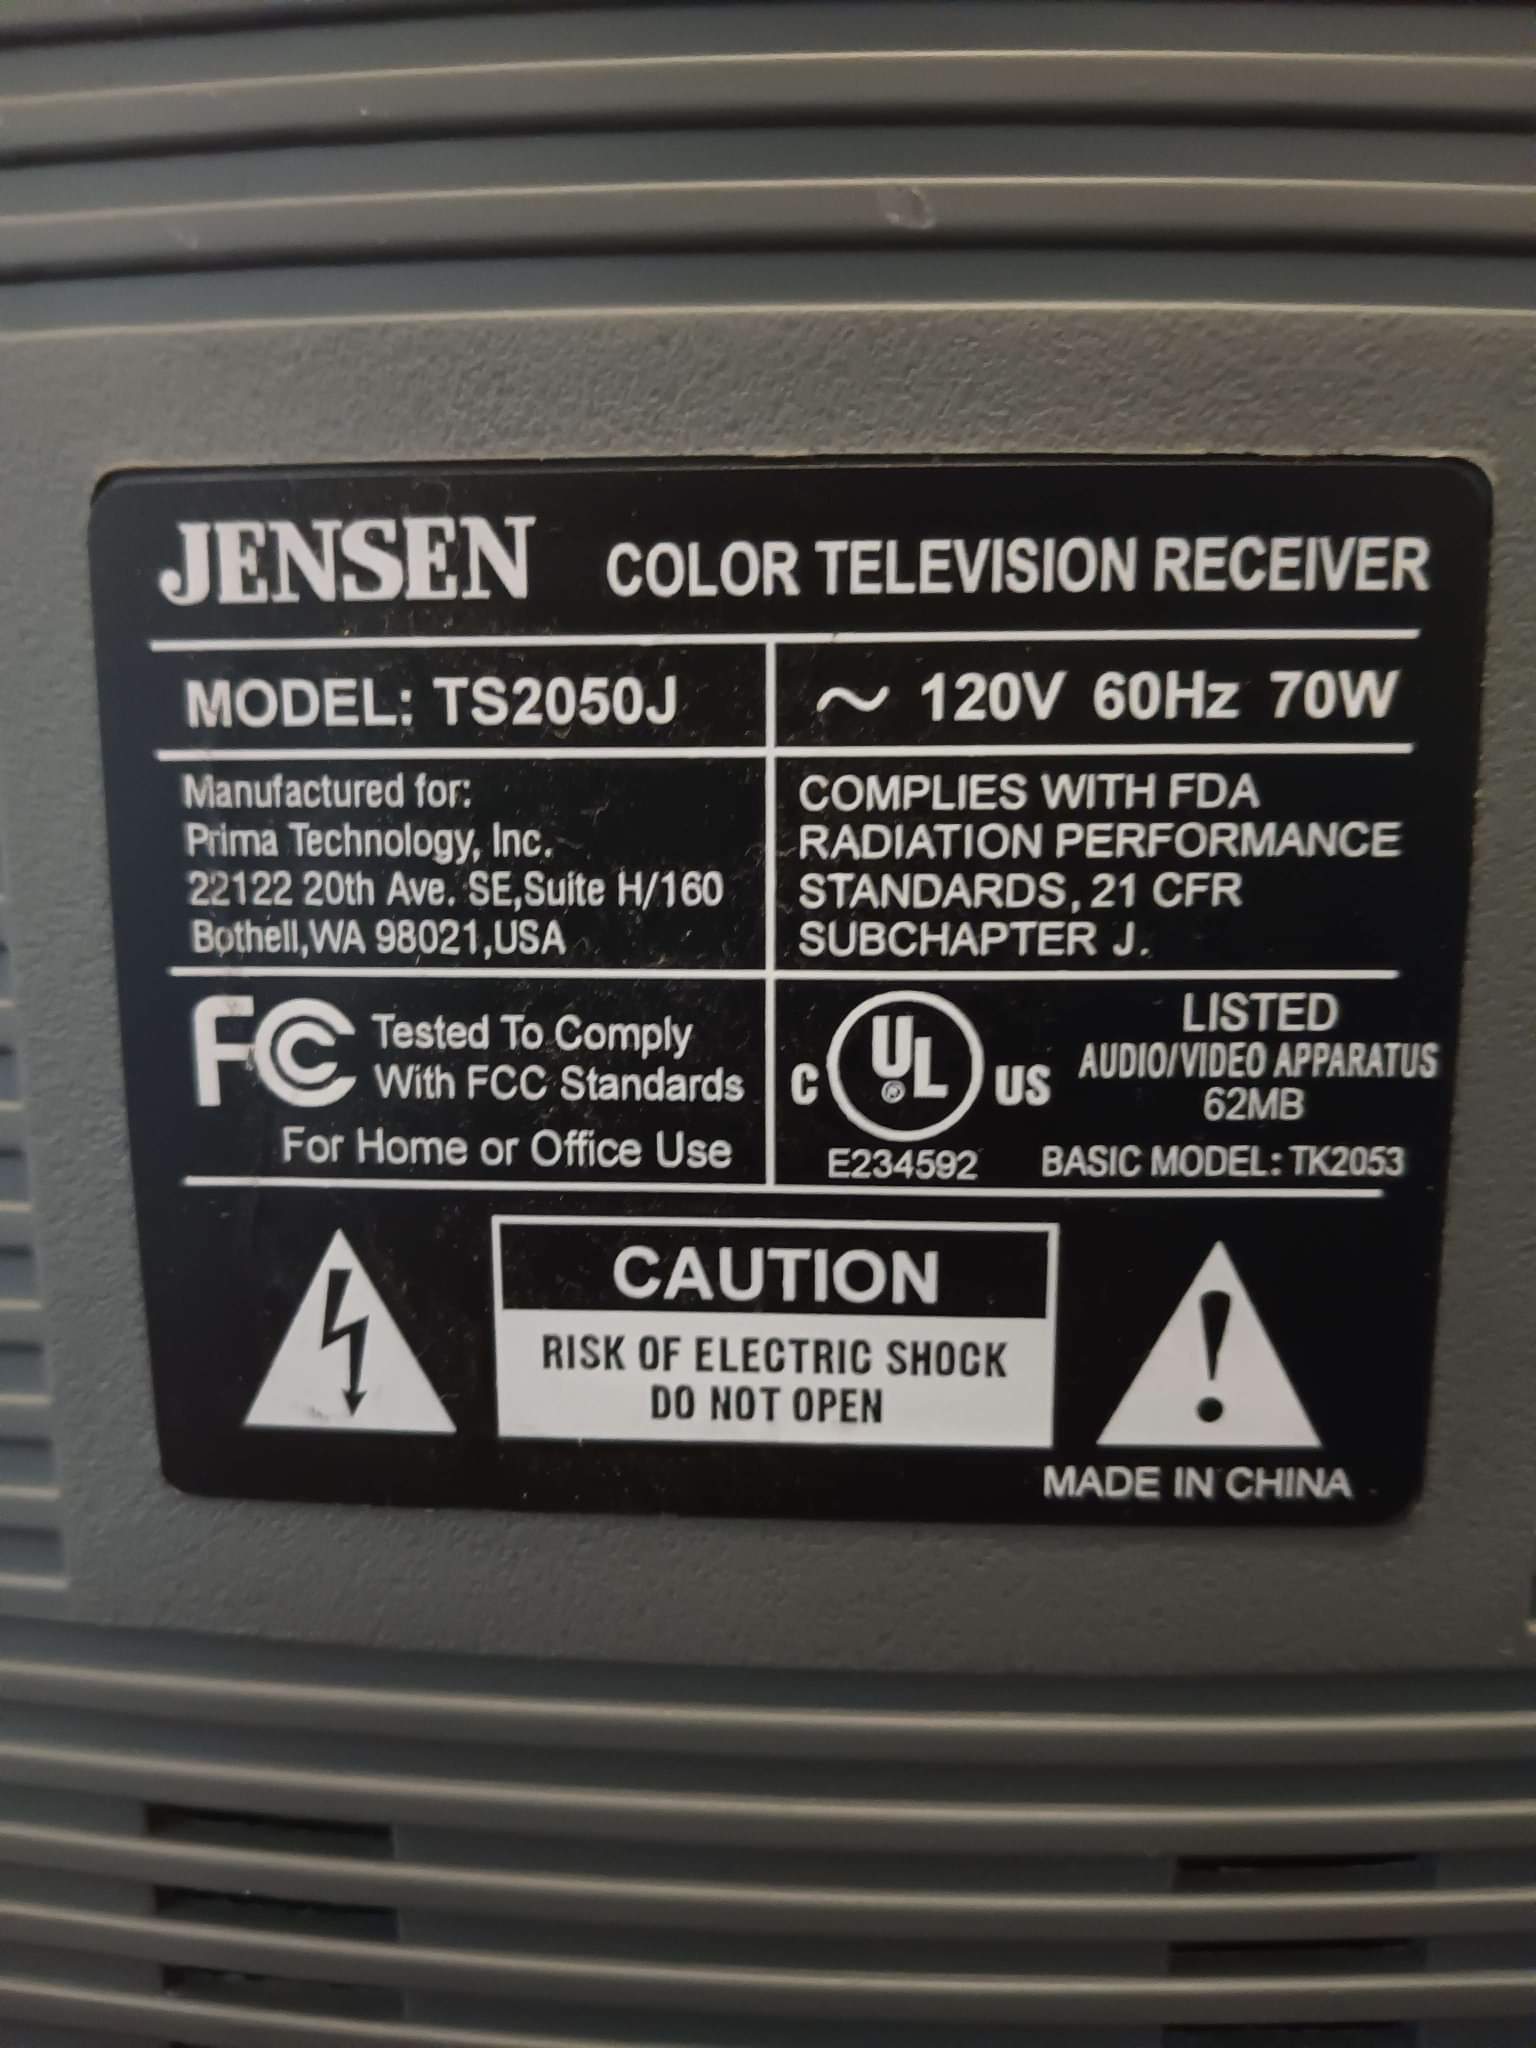 JENSEN COLOR TELEVISION RECEIVER
MODEL: TS2050J
~ 120V 60Hz 70W
Manufactured for:
Prima Technology, Inc.
22122 20th Ave. SE,Suite H/160
Bothell,WA 98021,USA
COMPLIES WITH FDA
RADIATION PERFORMANCE
STANDARDS, 21 CFR
SUBCHAPTER J.
FC Tested To Comply
With FCC Standards
For Home or Office Use
C UL ® US
E234592
LISTED
AUDIO/VIDEO APPARATUS
62MB
BASIC MODEL: TK2053
CAUTION
RISK OF ELECTRIC SHOCK
DO NOT OPEN
!
MADE IN CHINA